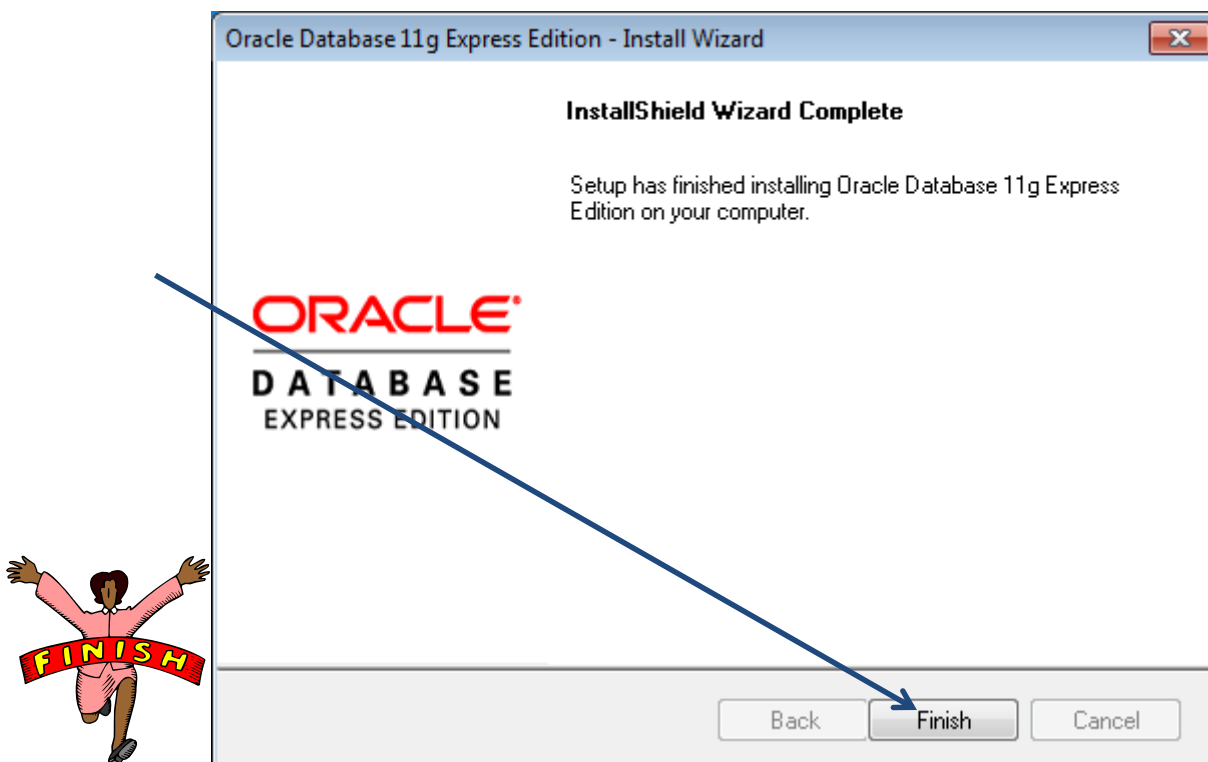 Oracle Database 11g Express Edition - Install Wizard
InstallShield Wizard Complete
Setup has finished installing Oracle Database 11g Express
Edition on your computer.
ORACLE
DATABASE
EXPRESS EDITION
FINISH
Back Finish Cancel